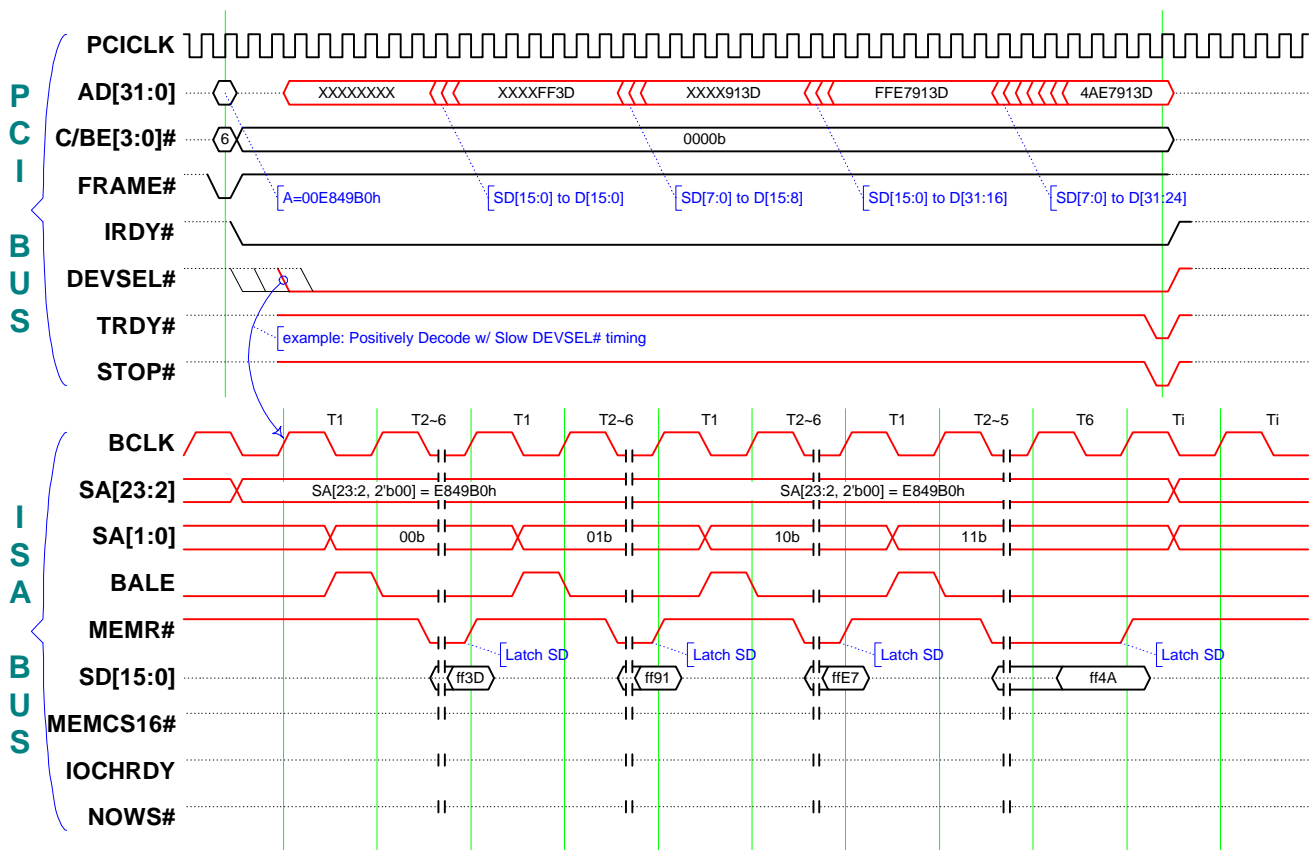 PCI BUS
PCICLK
AD[31:0]
XXXXXXXX
XXXXFF3D
XXXX913D
FFE7913D
4AE7913D
C/BE[3:0]#
6
0000b
FRAME#
A=00E849B0h
SD[15:0] to D[15:0]
SD[7:0] to D[15:8]
SD[15:0] to D[31:16]
SD[7:0] to D[31:24]
IRDY#
DEVSEL#
TRDY#
example: Positively Decode w/ Slow DEVSEL# timing
STOP#
ISA BUS
T1
T2~6
T1
T2~6
T1
T2~6
T1
T2~5
T6
Ti
Ti
BCLK
SA[23:2]
SA[23:2, 2'b00] = E849B0h
SA[23:2, 2'b00] = E849B0h
SA[1:0]
00b
01b
10b
11b
BALE
MEMR#
Latch SD
Latch SD
Latch SD
Latch SD
SD[15:0]
ff3D
ff91
ffE7
ff4A
MEMCS16#
IOCHRDY
NOWS#